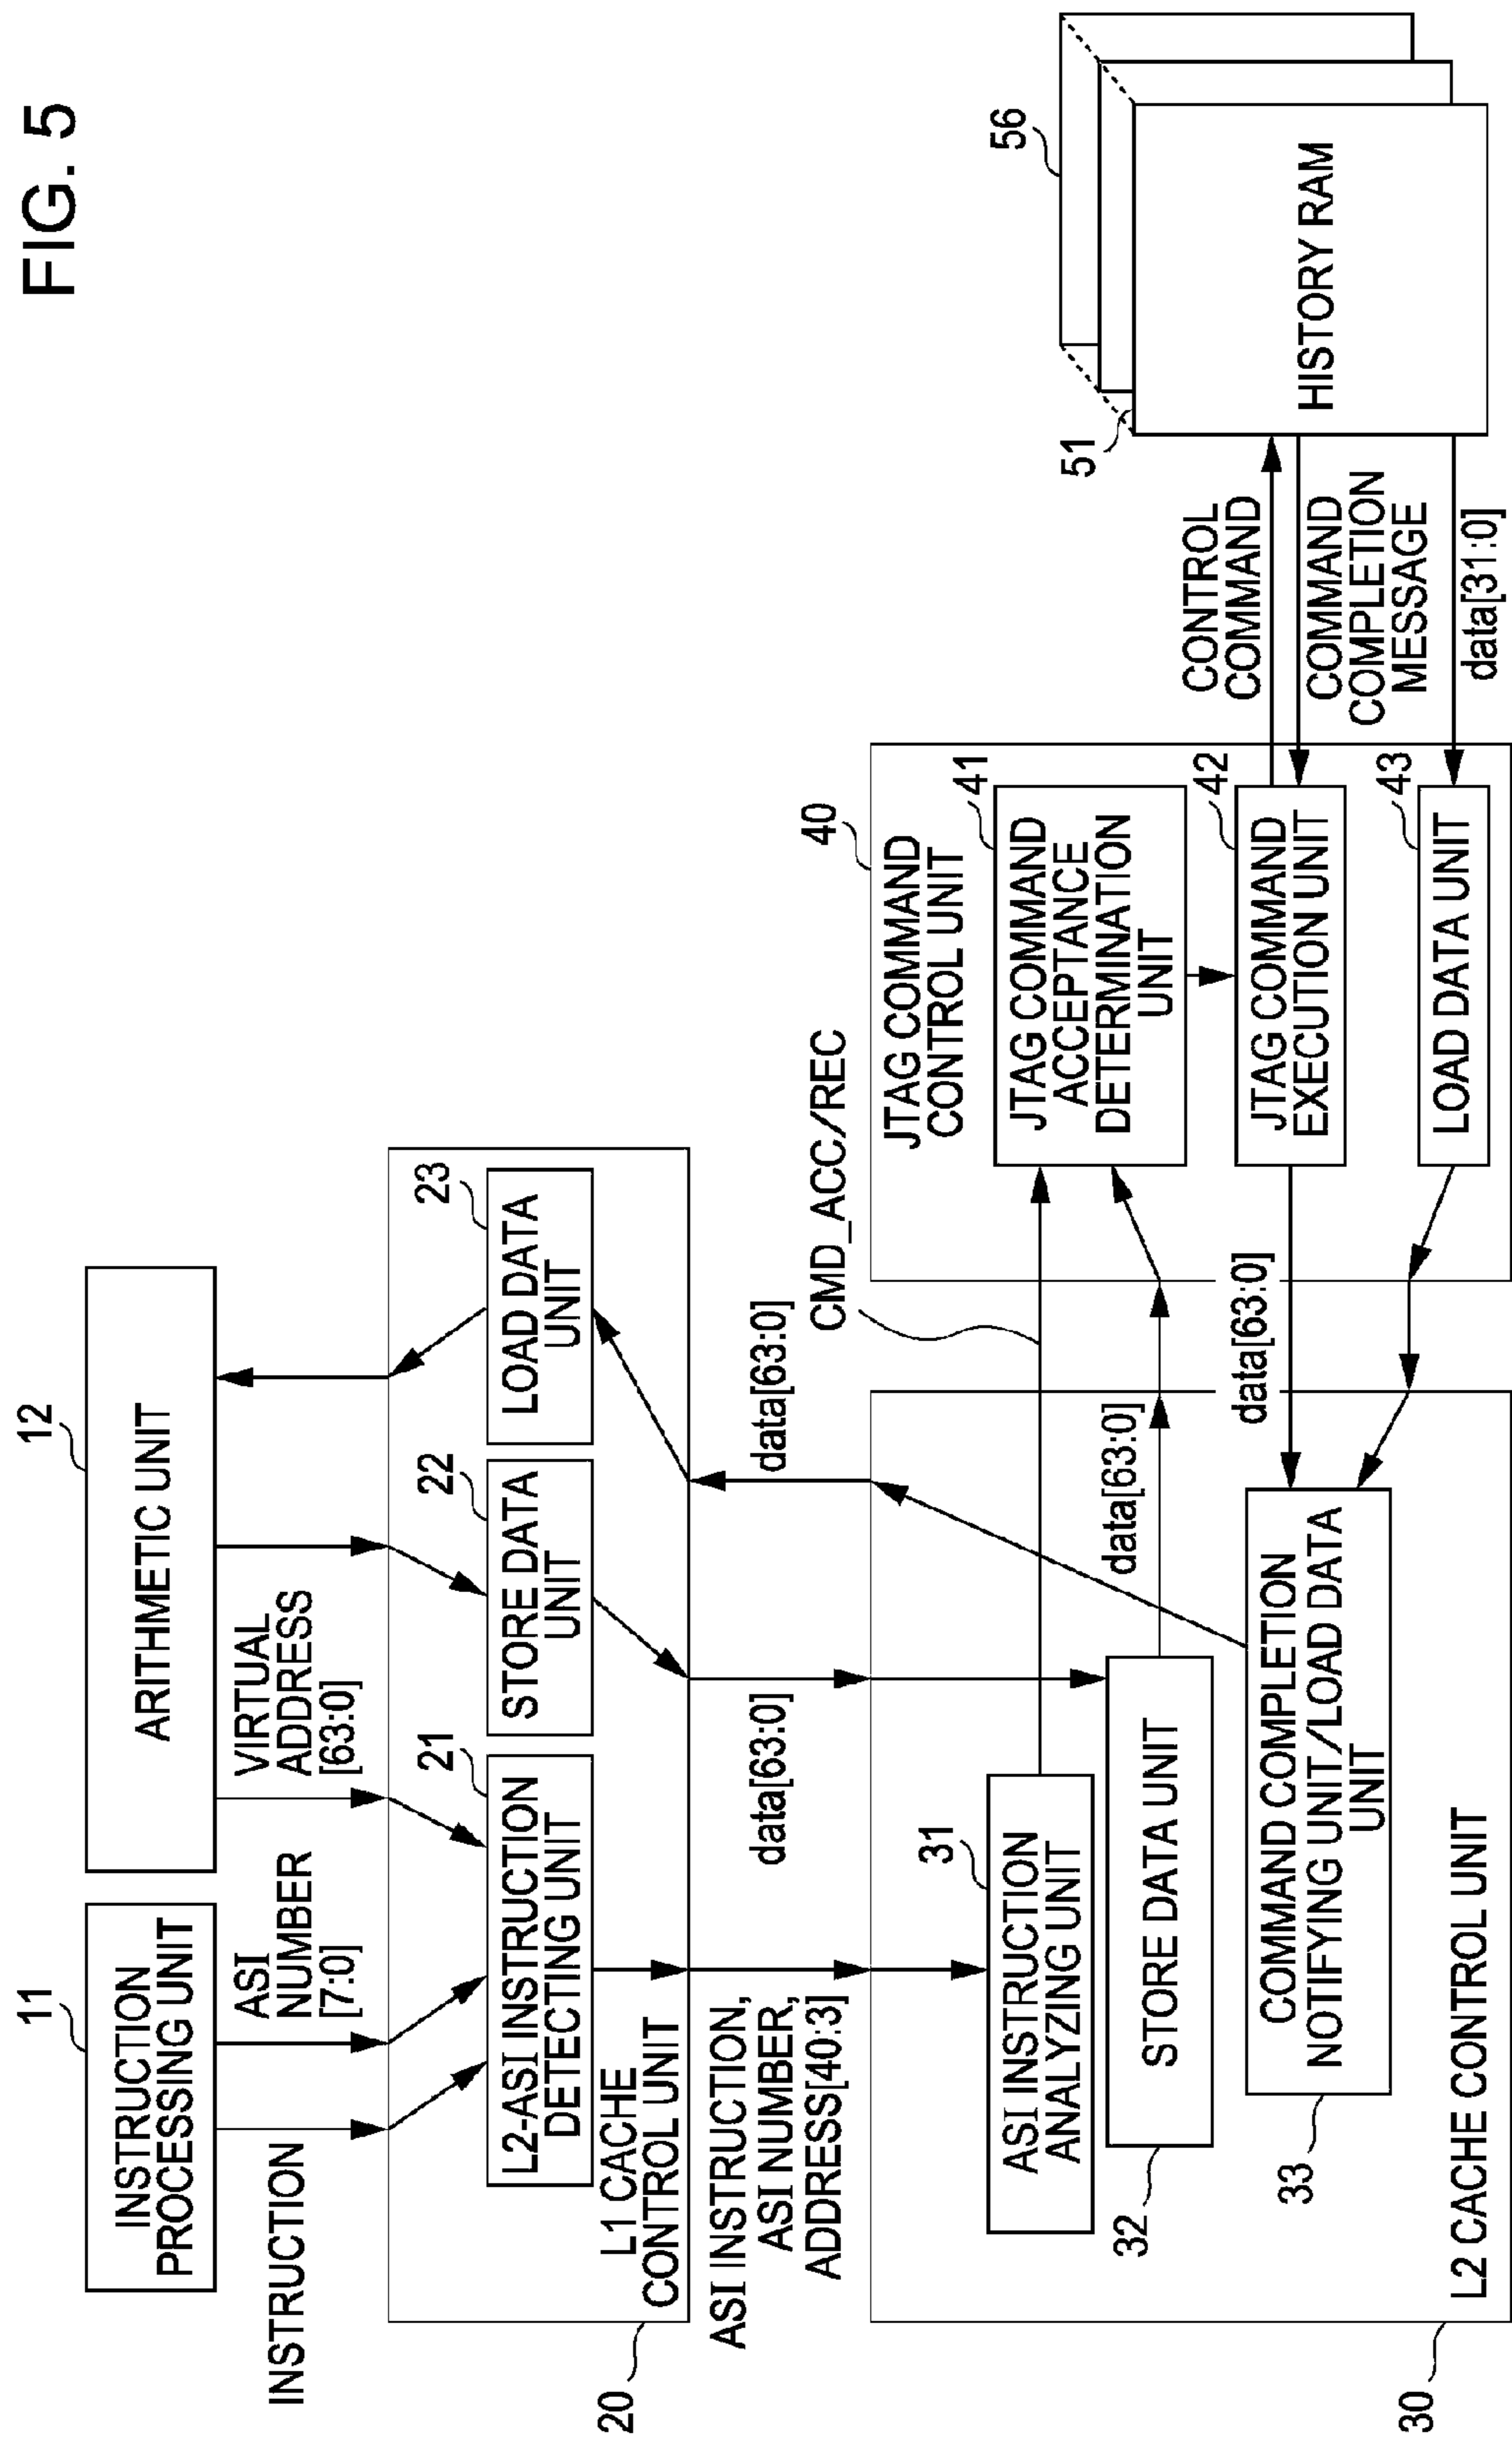 FIG. 5
11
INSTRUCTION
PROCESSING UNIT
12
ARITHMETIC UNIT
INSTRUCTION
ASI
NUMBER
[7:0]
VIRTUAL
ADDRESS
[63:0]
20
21
L2-ASI INSTRUCTION
DETECTING UNIT
22
STORE DATA
UNIT
23
LOAD DATA
UNIT
L1 CACHE
CONTROL UNIT
ASI INSTRUCTION,
ASI NUMBER,
ADDRESS[40:3]
data[63:0]
data[63:0]
CMD_ACC/REC
30
31
ASI INSTRUCTION
ANALYZING UNIT
32
STORE DATA UNIT
data[63:0]
33
COMMAND COMPLETION
NOTIFYING UNIT/LOAD DATA
UNIT
L2 CACHE CONTROL UNIT
data[63:0]
40
JTAG COMMAND
CONTROL UNIT
41
JTAG COMMAND
ACCEPTANCE
DETERMINATION
UNIT
42
JTAG COMMAND
EXECUTION UNIT
43
LOAD DATA UNIT
CONTROL
COMMAND
COMMAND
COMPLETION
MESSAGE
data[31:0]
51
56
HISTORY RAM